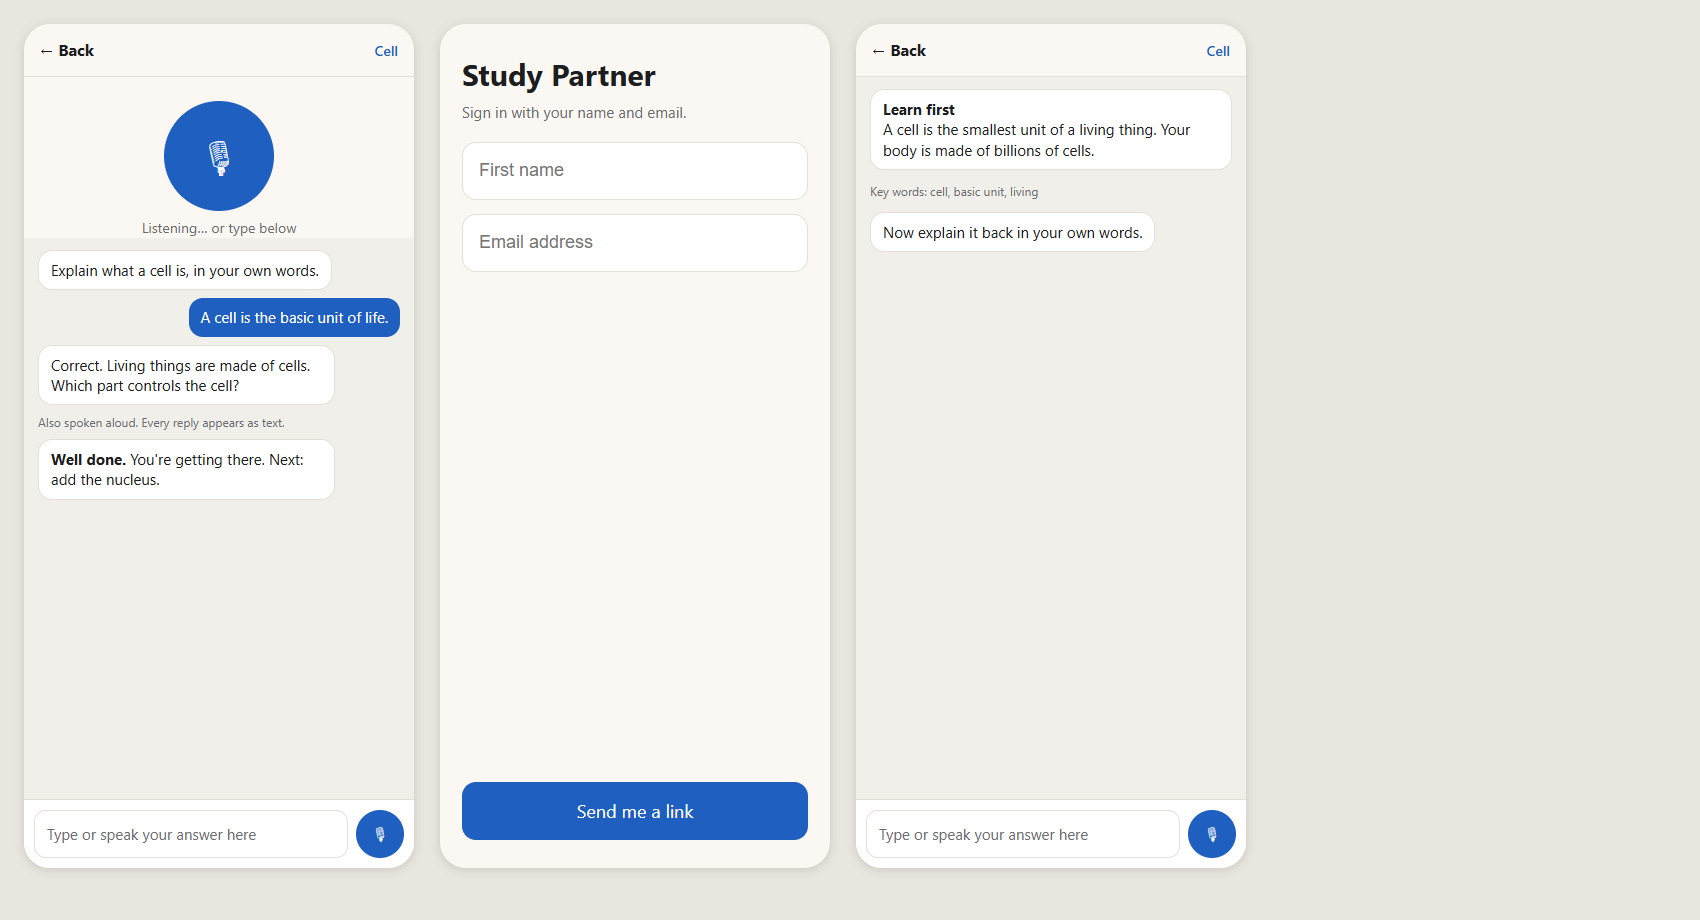 ← Back
Cell
Listening... or type below
Explain what a cell is, in your own words.
A cell is the basic unit of life.
Correct. Living things are made of cells.
Which part controls the cell?
Also spoken aloud. Every reply appears as text.
Well done. You're getting there. Next:
add the nucleus.
Type or speak your answer here
Study Partner
Sign in with your name and email.
First name
Email address
Send me a link
← Back
Cell
Learn first
A cell is the smallest unit of a living thing. Your
body is made of billions of cells.
Key words: cell, basic unit, living
Now explain it back in your own words.
Type or speak your answer here